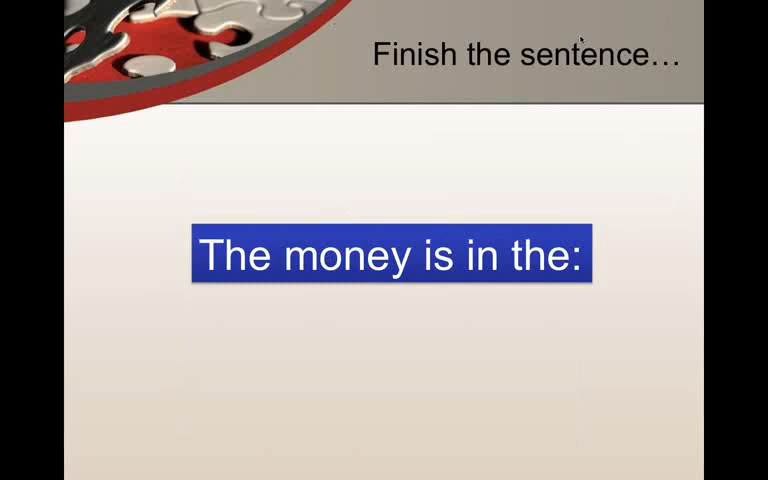 Finish the sentence…
The money is in the: